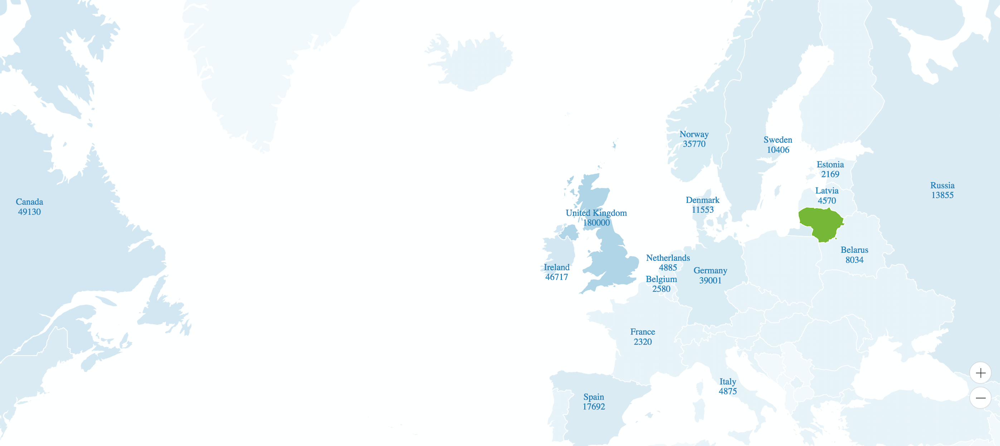 Norway
35770
Sweden
10406
Estonia
2169
Russia
13855
Latvia
4570
Canada
49130
Denmark
11553
United Kingdom
180000
Belarus
8034
Netherlands
4885
Ireland
46717
Germany
39001
Belgium
2580
France
2320
Italy
4875
Spain
17692